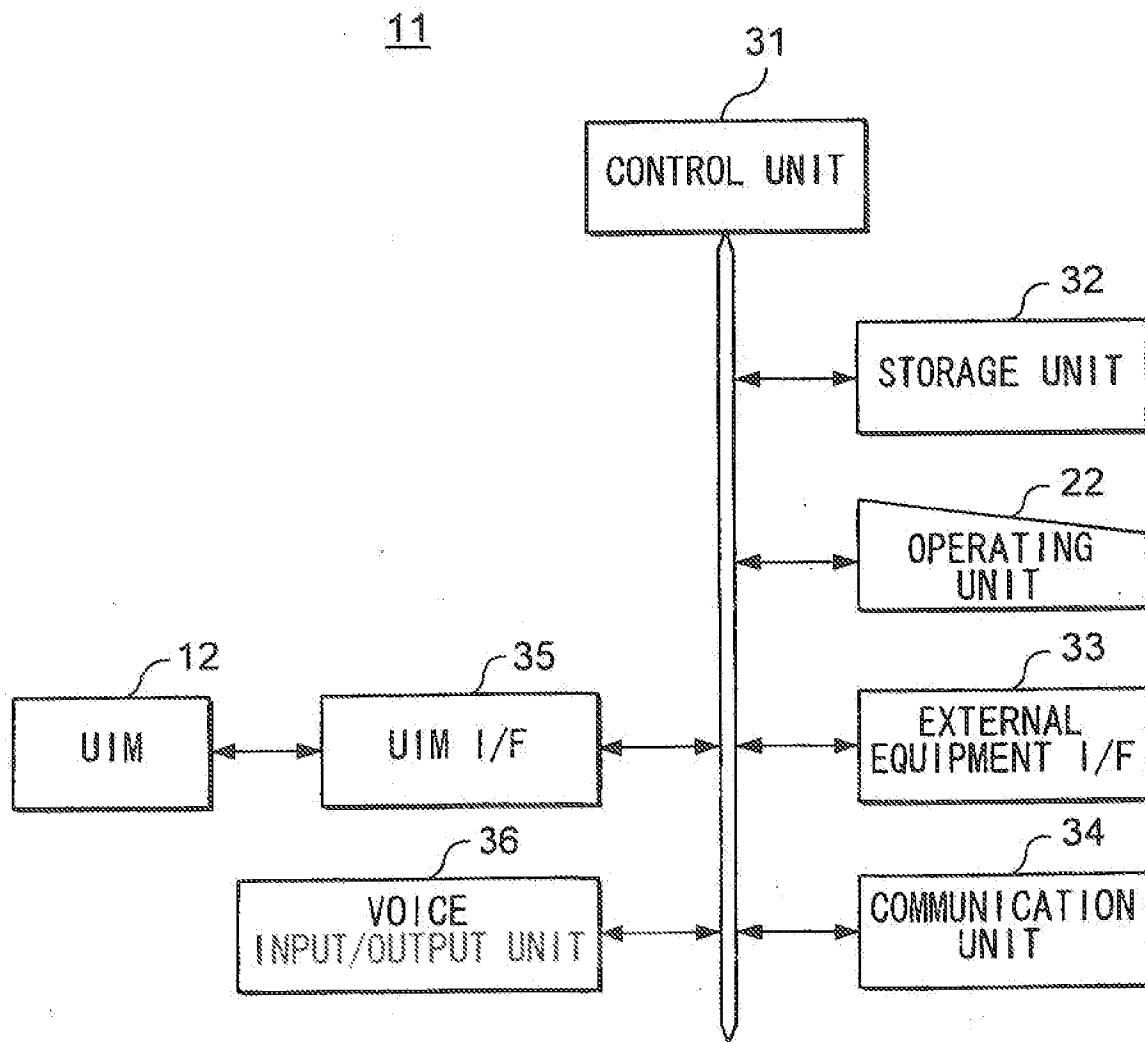 11
31
CONTROL UNIT
32
STORAGE UNIT
22
OPERATING
UNIT
12
UIM
35
UIM I/F
33
EXTERNAL
EQUIPMENT I/F
36
VOICE
INPUT/OUTPUT UNIT
34
COMMUNICATION
UNIT